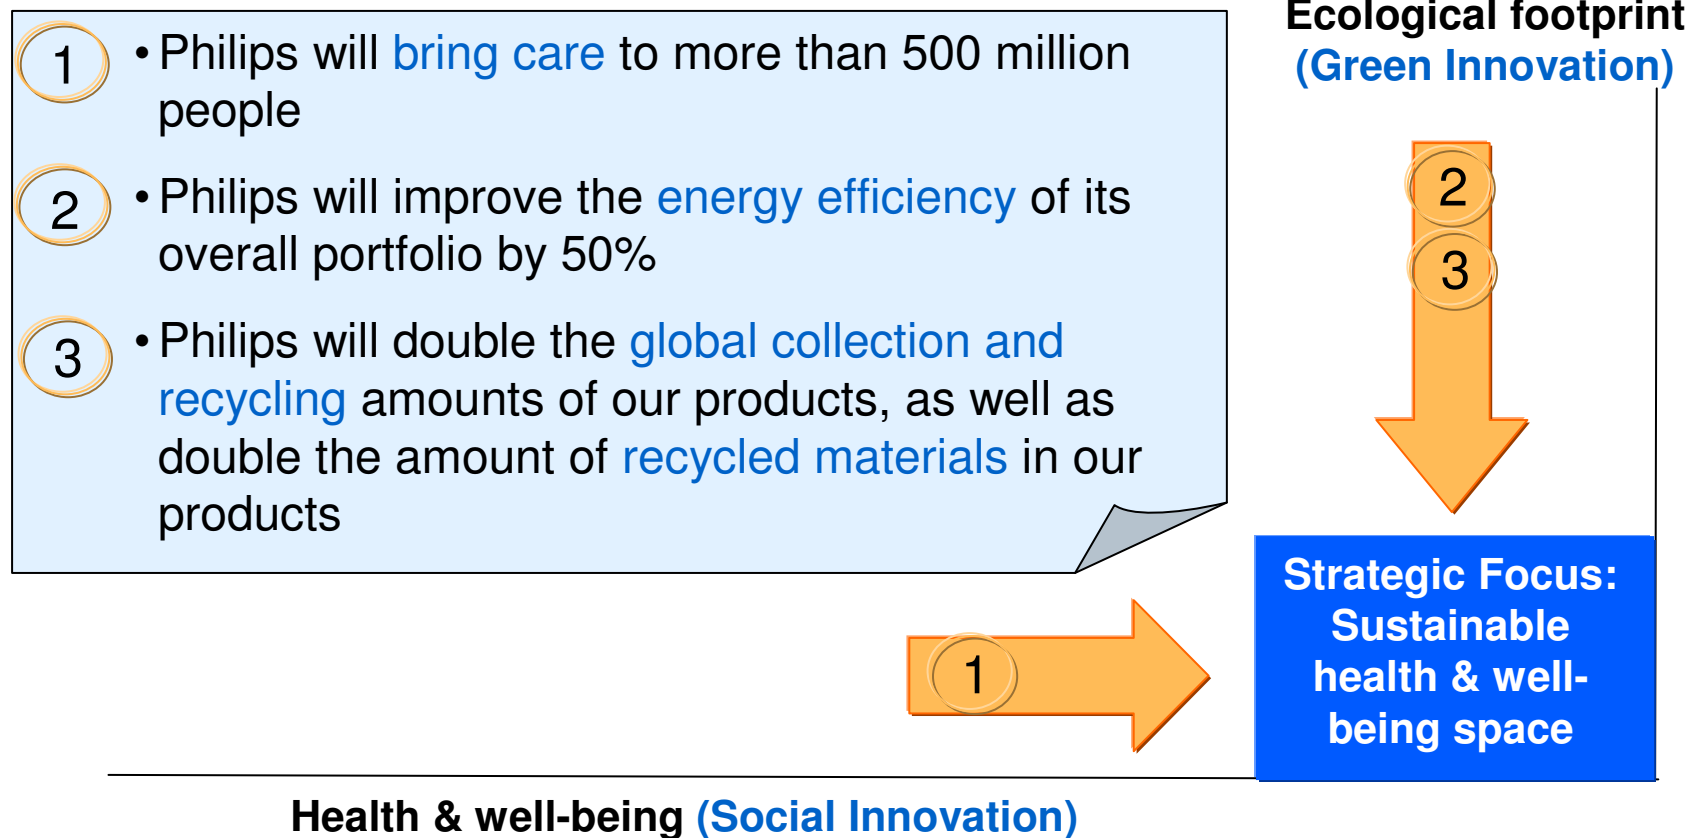 1
• Philips will bring care to more than 500 million
people
2
• Philips will improve the energy efficiency of its
overall portfolio by 50%
3
• Philips will double the global collection and
recycling amounts of our products, as well as
double the amount of recycled materials in our
products
Ecological footprint
(Green Innovation)
2
3
Strategic Focus:
Sustainable
health & well-
being space
1
Health & well-being (Social Innovation)